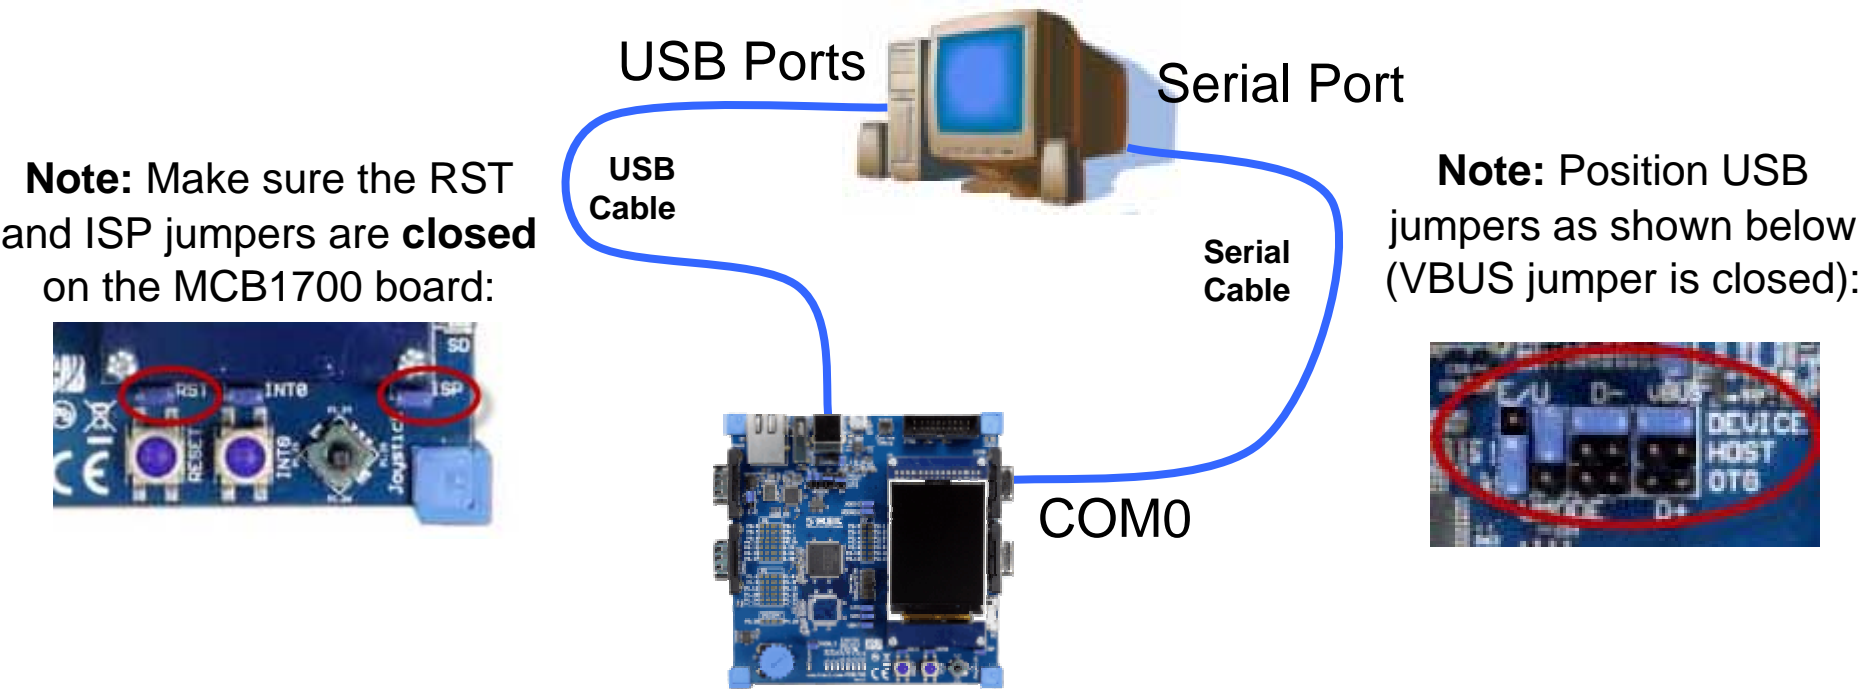 USB Ports
Serial Port
USB
Cable
Note: Make sure the RST
and ISP jumpers are closed
on the MCB1700 board:
Note: Position USB
jumpers as shown below
(VBUS jumper is closed):
Serial
Cable
SD
RST
INT0
ISP
RESET
INT0
Joystick
CE
E/U
D-
VBUS
DEVICE
HOST
OTG
D+
COM0
CE